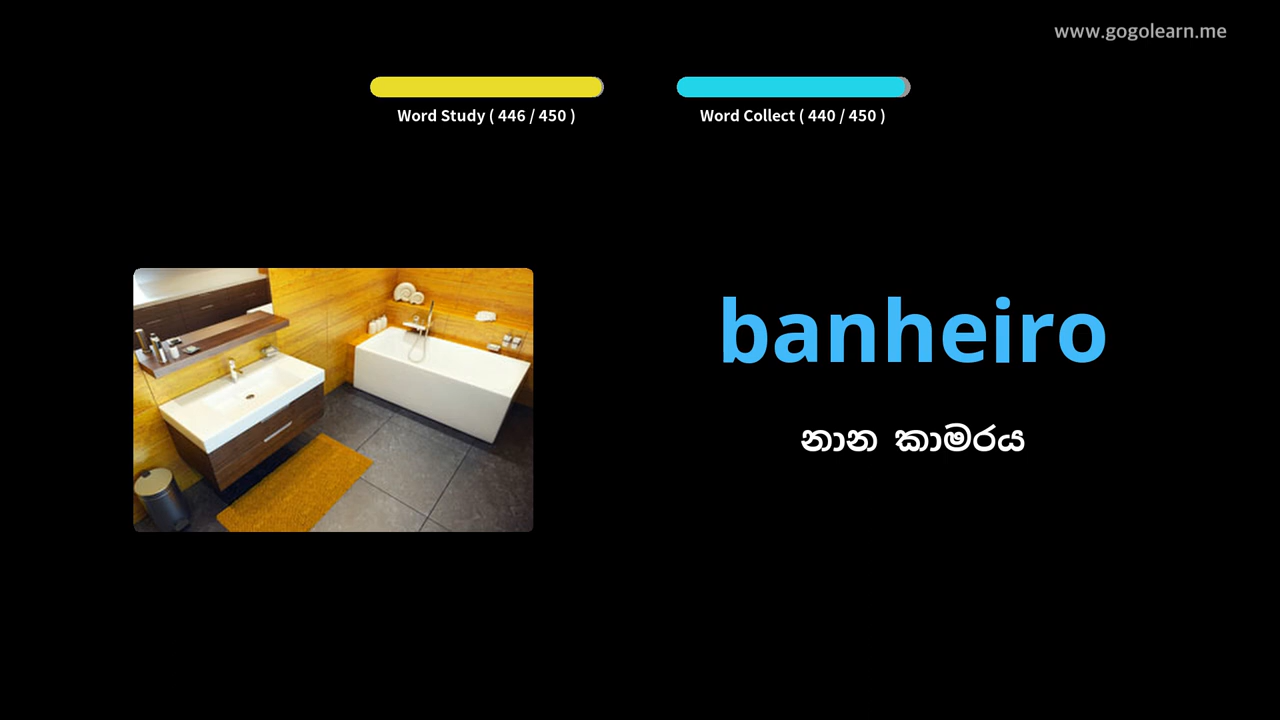 www.gogolearn.me
Word Study ( 446 / 450 )
Word Collect ( 440 / 450 )
banheiro
නාන කාමරය